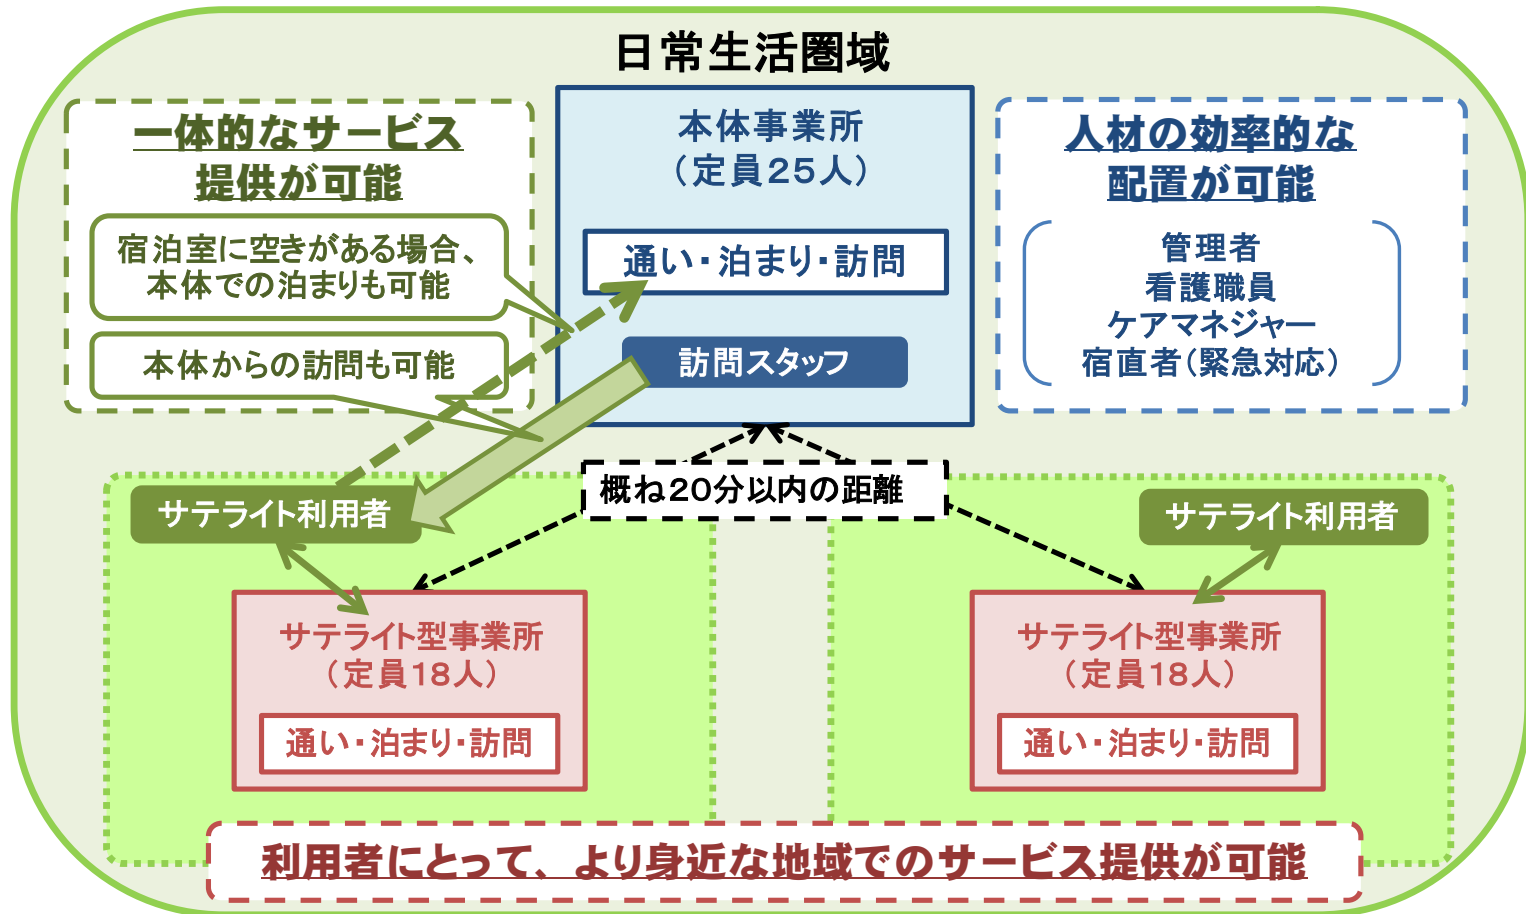 日常生活圏域
一体的なサービス
提供が可能
宿泊室に空きがある場合、
本体での泊まりも可能
本体からの訪問も可能
本体事業所
（定員２５人）
通い・泊まり・訪問
訪問スタッフ
人材の効率的な
配置が可能
管理者
看護職員
ケアマネジャー
宿直者（緊急対応）
概ね２０分以内の距離
サテライト利用者
サテライト型事業所
（定員１８人）
通い・泊まり・訪問
サテライト利用者
サテライト型事業所
（定員１８人）
通い・泊まり・訪問
利用者にとって、より身近な地域でのサービス提供が可能